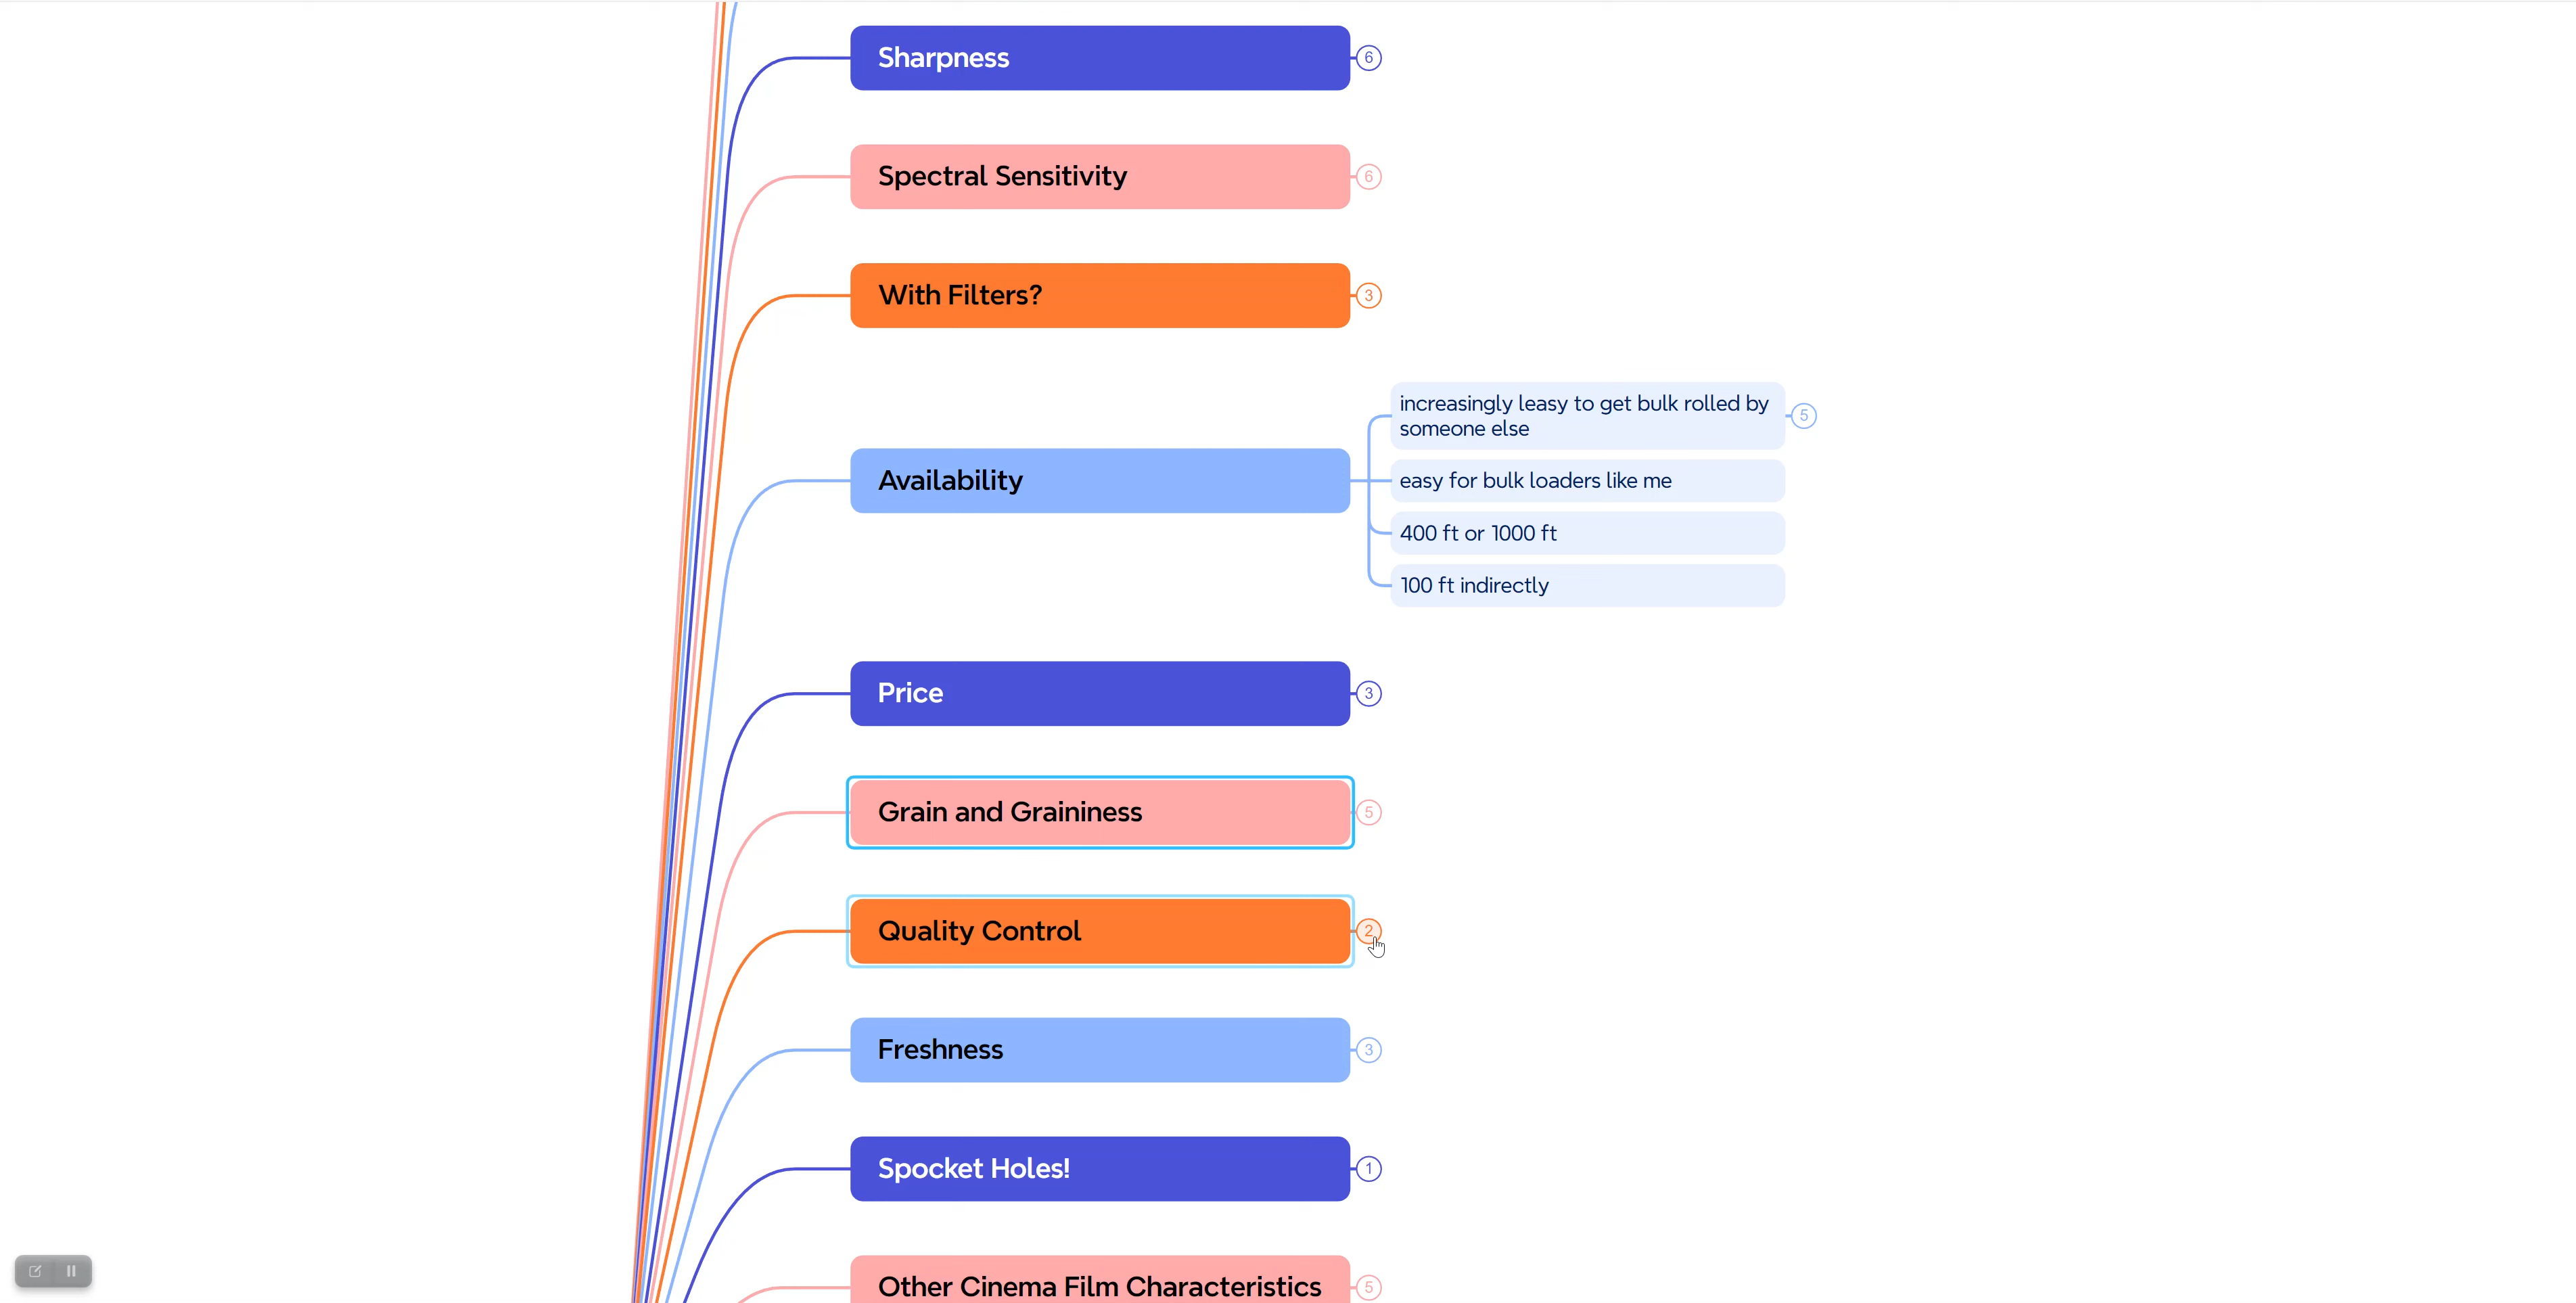 Sharpness
6
Spectral Sensitivity
6
With Filters?
3
Availability
increasingly leasy to get bulk rolled by
someone else
5
easy for bulk loaders like me
400 ft or 1000 ft
100 ft indirectly
Price
3
Grain and Graininess
5
Quality Control
2
Freshness
3
Spocket Holes!
1
Other Cinema Film Characteristics
5